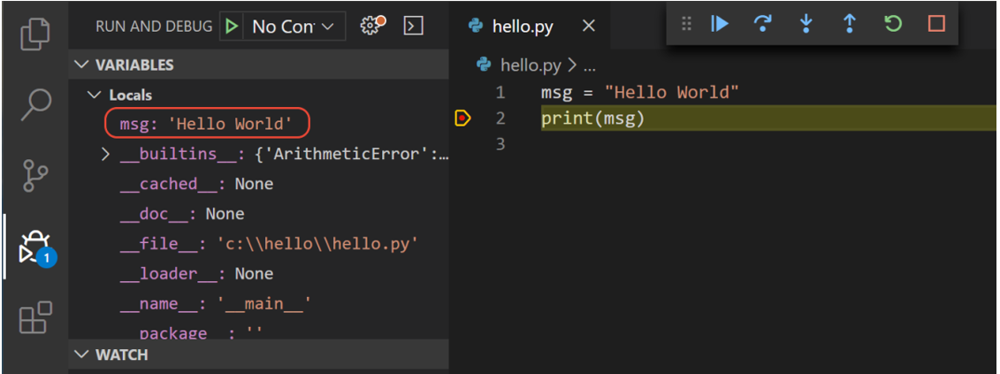 RUN AND DEBUG No Con
VARIABLES
Locals
msg: 'Hello World'
__builtins__: {'ArithmeticError':...
__cached__: None
__doc__: None
__file__: 'c:\\hello\\hello.py'
__loader__: None
__name__: '__main__'
__package__: ''
WATCH
1
hello.py
hello.py > ...
1 msg = "Hello World"
2 print(msg)
3